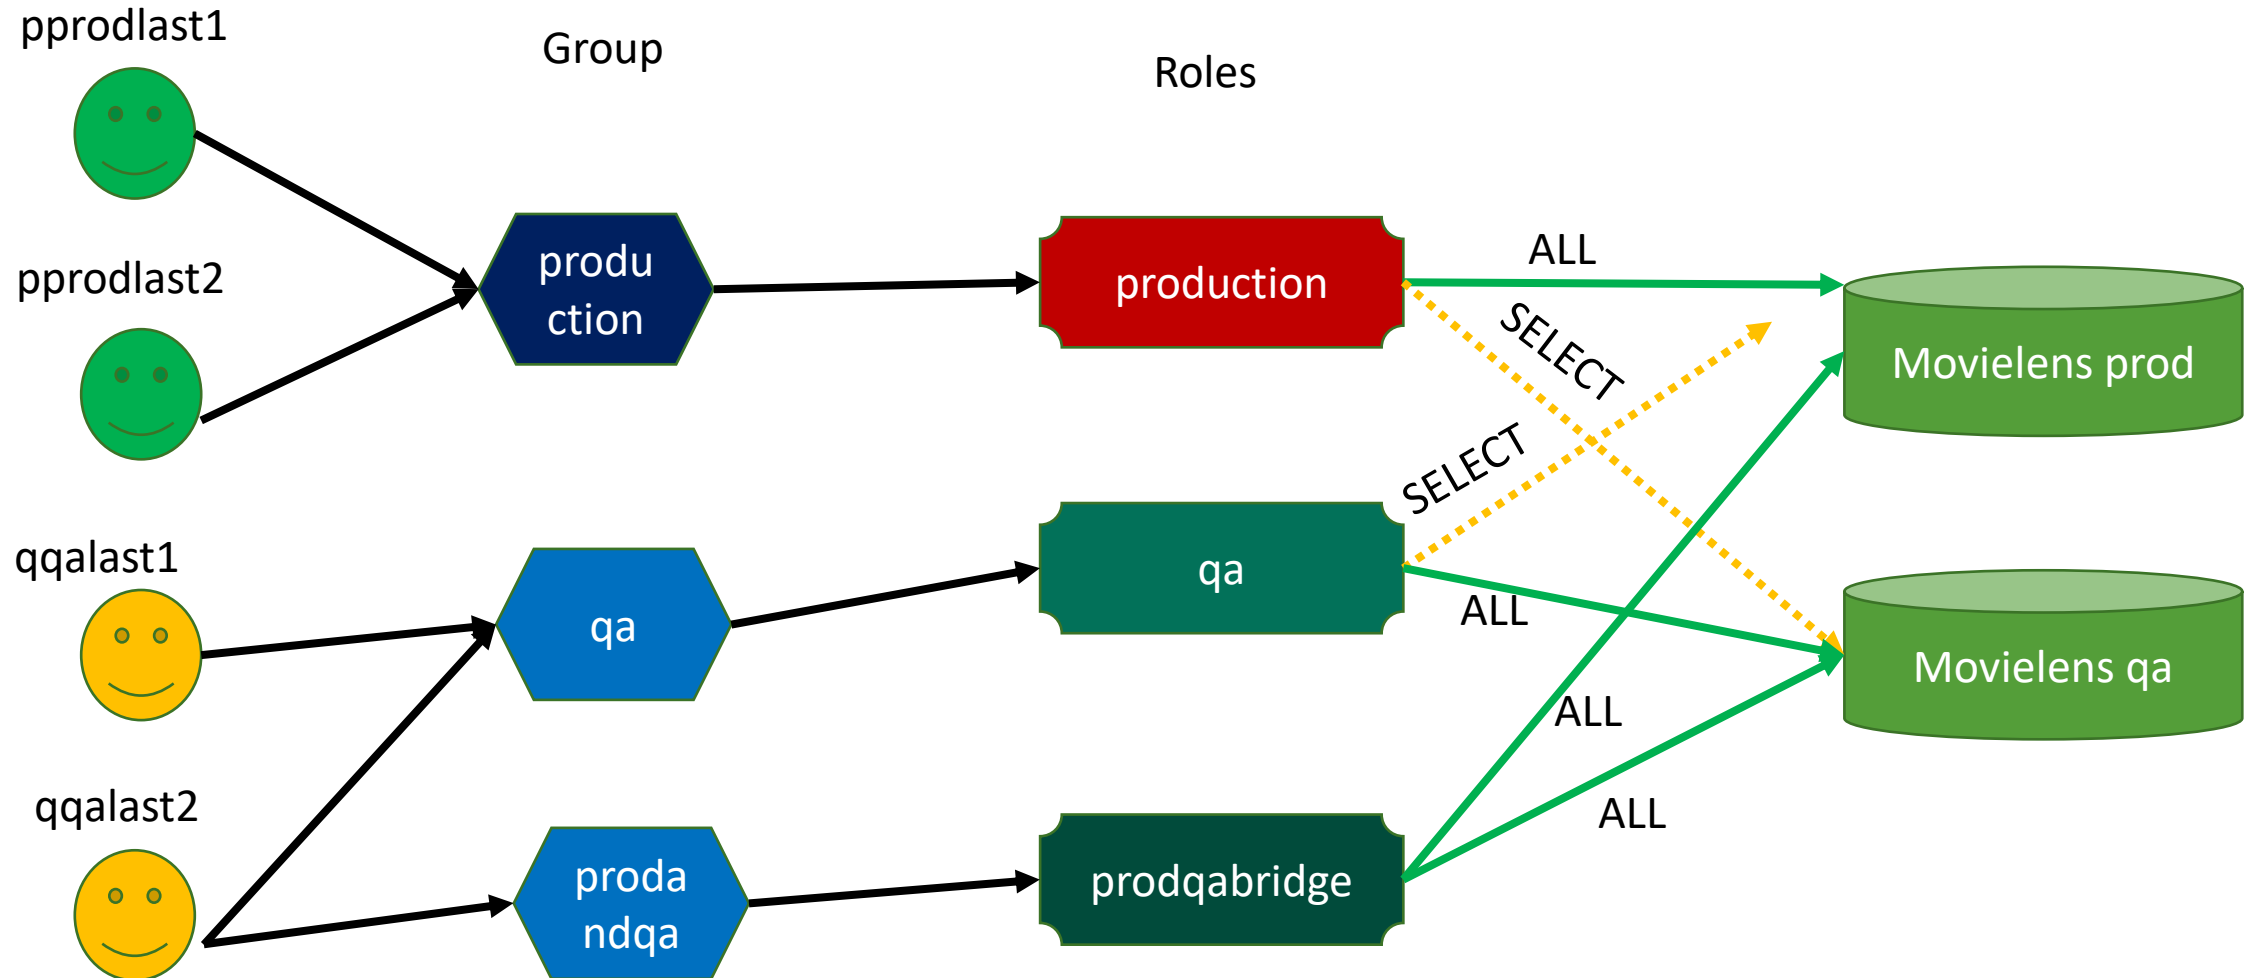 pprodlast1
Group
Roles
pprodlast2
produ
ction
production
ALL
SELECT
Movielens prod
SELECT
qqalast1
qa
qa
ALL
Movielens qa
ALL
qqalast2
ALL
proda
ndqa
prodqabridge